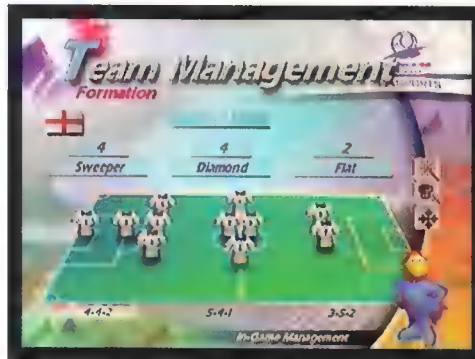 Team Management
Formation
4 4 2
Sweeper Diamond Flat
4-4-2 5-4-1 3-5-2
In-Game Management